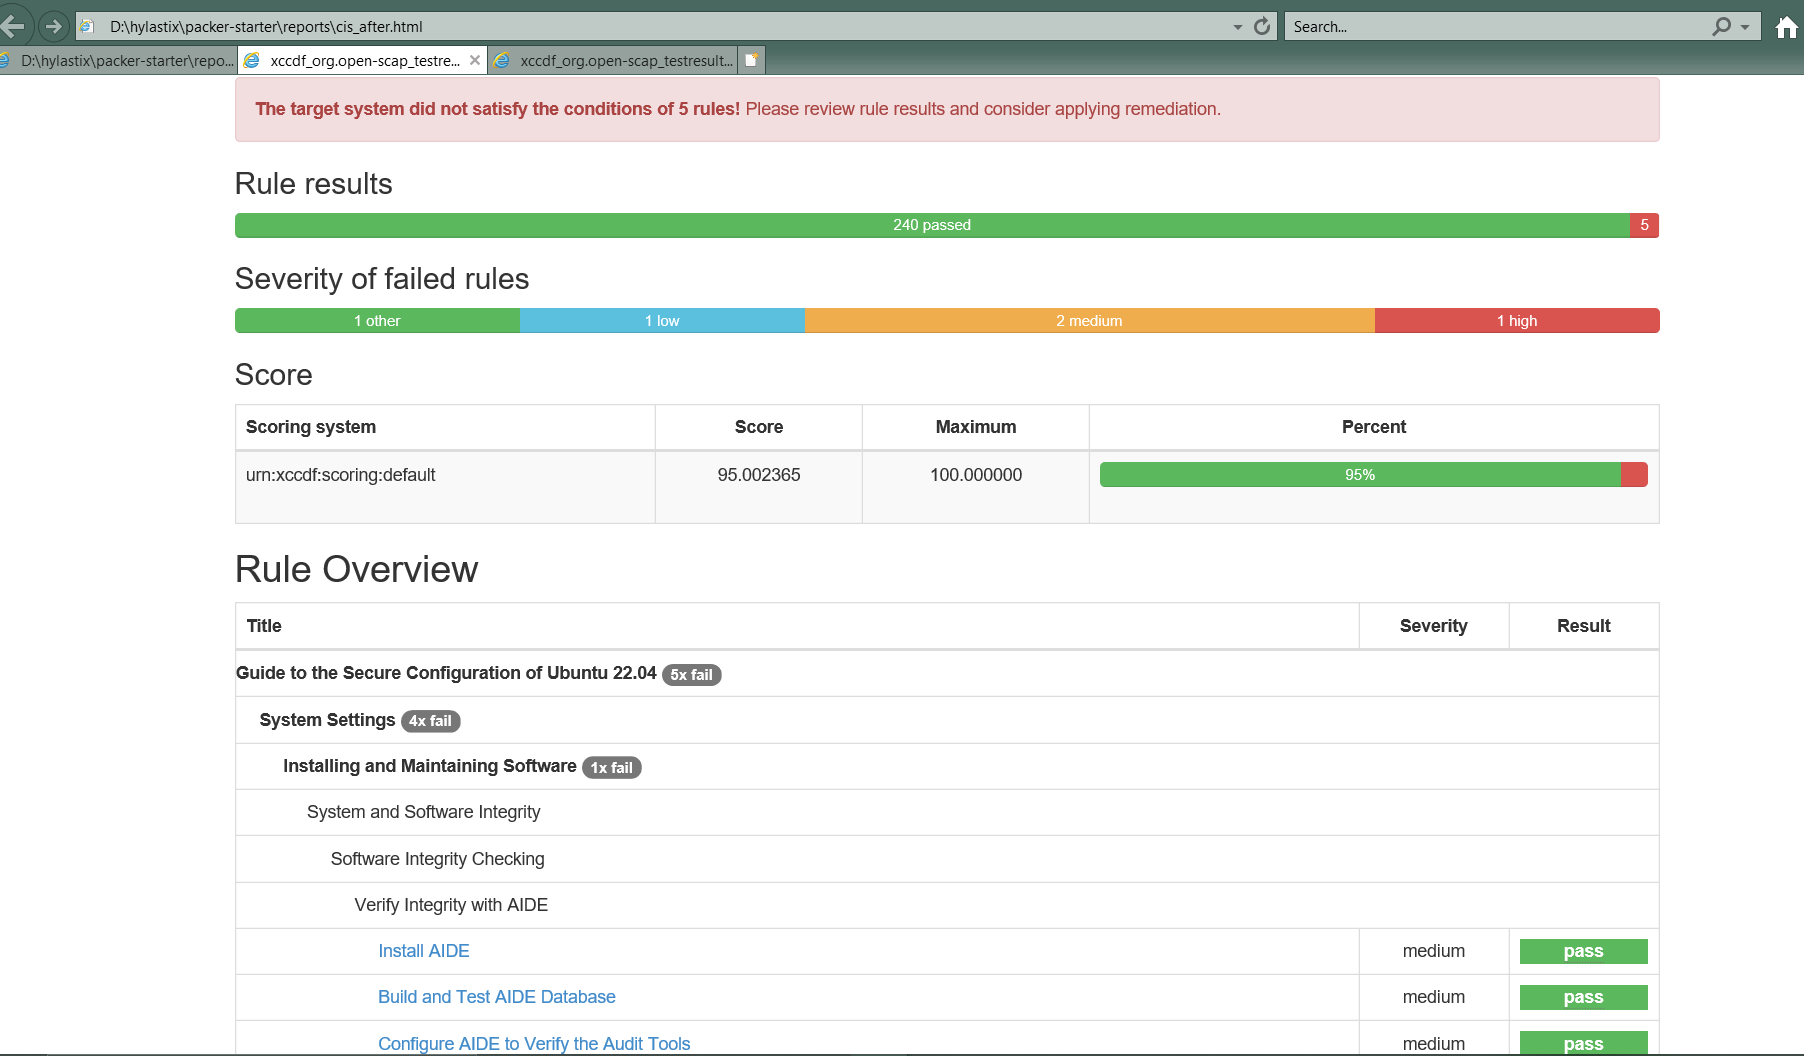 D:\hylastix\packer-starter\reports\cis_after.html
Search...
D:\hylastix\packer-starter\repo...
xccdf_org.open-scap_testre...
xccdf_org.open-scap_testresult...
The target system did not satisfy the conditions of 5 rules! Please review rule results and consider applying remediation.
Rule results
240 passed 5
Severity of failed rules
1 other 1 low 2 medium 1 high
Score
Scoring system Score Maximum Percent
urn:xccdf:scoring:default 95.002365 100.000000 95%
Rule Overview
Title Severity Result
Guide to the Secure Configuration of Ubuntu 22.04 5x fail
System Settings 4x fail
Installing and Maintaining Software 1x fail
System and Software Integrity
Software Integrity Checking
Verify Integrity with AIDE
Install AIDE medium pass
Build and Test AIDE Database medium pass
Configure AIDE to Verify the Audit Tools medium pass